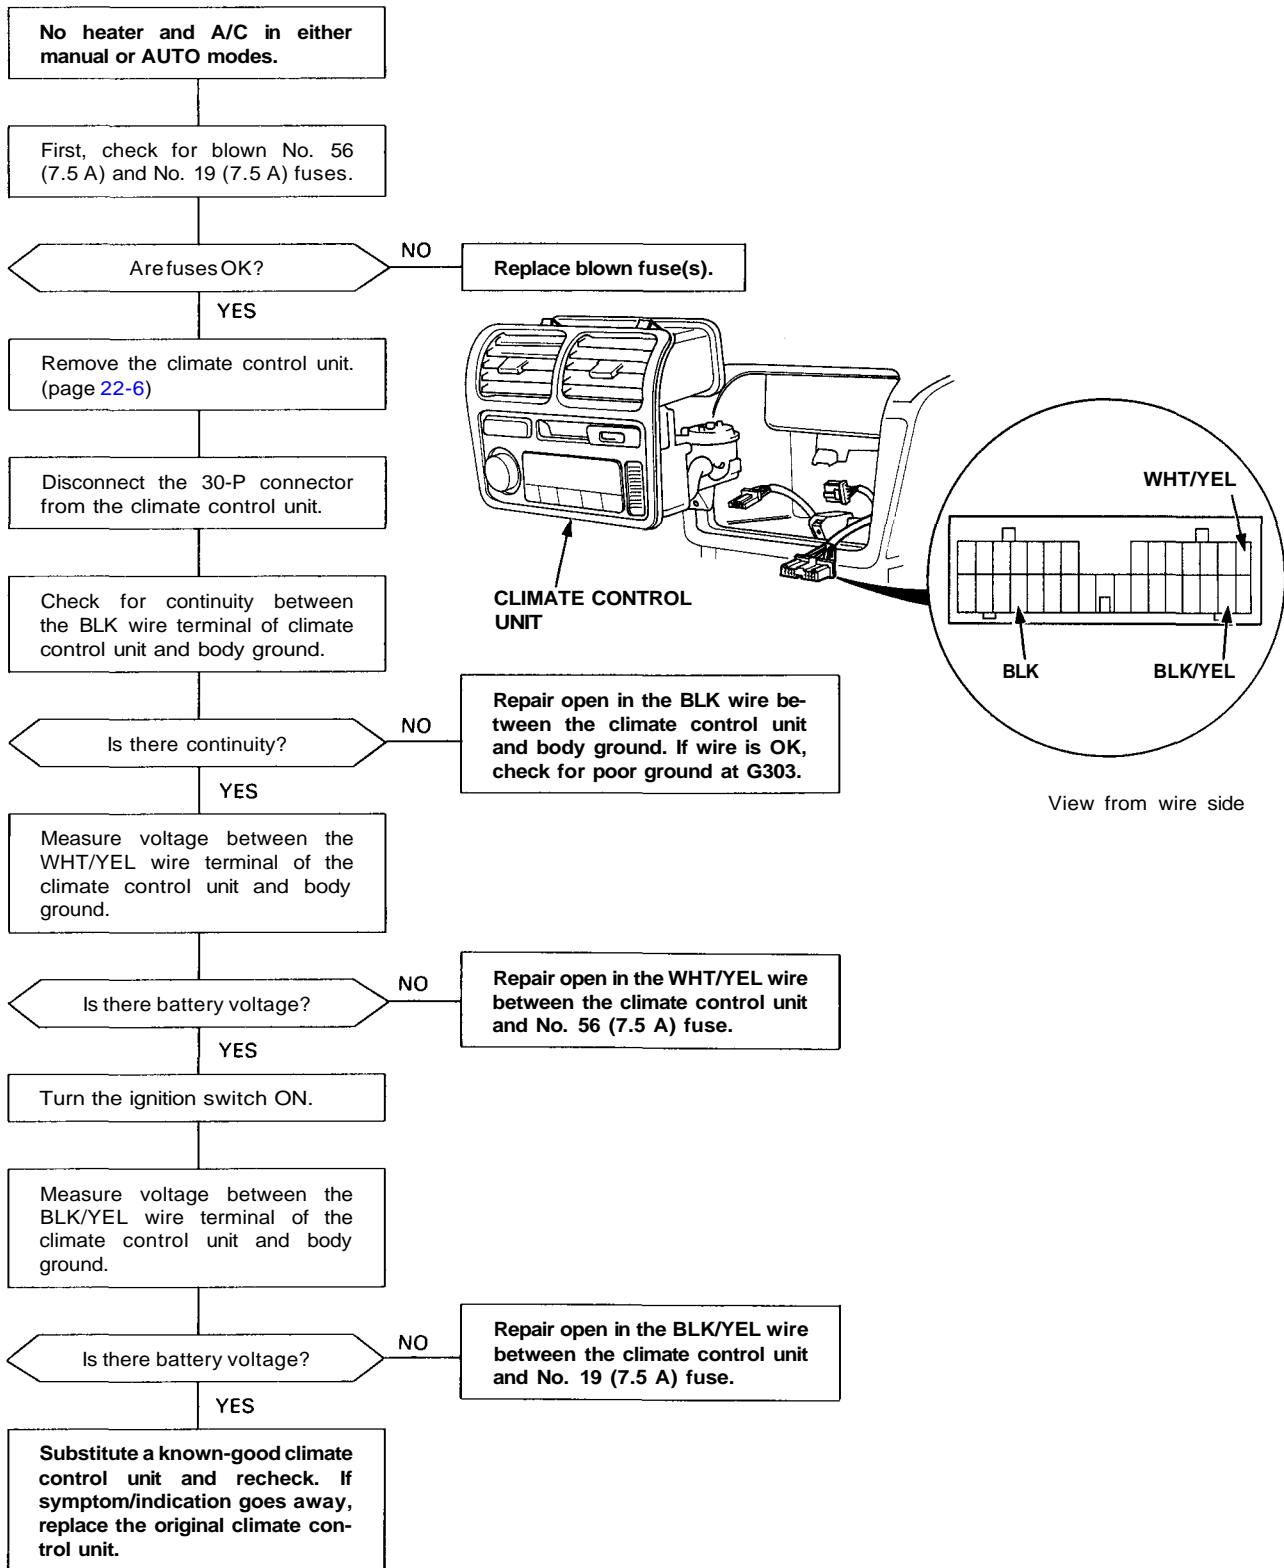 No heater and A/C in either
manual or AUTO modes.
First, check for blown No. 56
(7.5 A) and No. 19 (7.5 A) fuses.
Are fuses OK?
NO
Replace blown fuse(s).
YES
Remove the climate control unit.
(page 22-6)
Disconnect the 30-P connector
from the climate control unit.
WHT/YEL
CLIMATE CONTROL
UNIT
BLK
BLK/YEL
View from wire side
Check for continuity between
the BLK wire terminal of climate
control unit and body ground.
Is there continuity?
NO
Repair open in the BLK wire be-
tween the climate control unit
and body ground. If wire is OK,
check for poor ground at G303.
YES
Measure voltage between the
WHT/YEL wire terminal of the
climate control unit and body
ground.
Is there battery voltage?
NO
Repair open in the WHT/YEL wire
between the climate control unit
and No. 56 (7.5 A) fuse.
YES
Turn the ignition switch ON.
Measure voltage between the
BLK/YEL wire terminal of the
climate control unit and body
ground.
Is there battery voltage?
NO
Repair open in the BLK/YEL wire
between the climate control unit
and No. 19 (7.5 A) fuse.
YES
Substitute a known-good climate
control unit and recheck. If
symptom/indication goes away,
replace the original climate con-
trol unit.